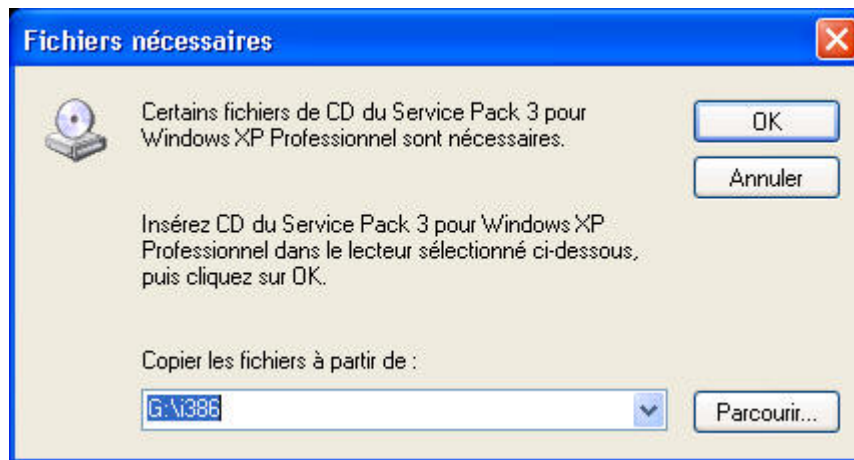 Fichiers nécessaires
Certains fichiers de CD du Service Pack 3 pour
Windows XP Professionnel sont nécessaires.
OK
Annuler
Insérez CD du Service Pack 3 pour Windows XP
Professionnel dans le lecteur sélectionné ci-dessous,
puis cliquez sur OK.
Copier les fichiers à partir de :
G:\i386
Parcourir...